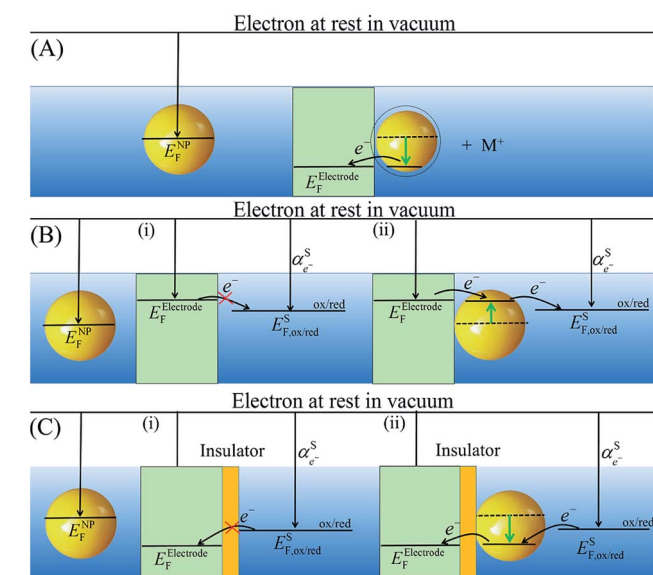 Electron at rest in vacuum
(A)
E_F^NP
e⁻
E_F^Electrode
+ M⁺
Electron at rest in vacuum
(B)
(i)
(ii)
α_e⁻^S
α_e⁻^S
e⁻
ox/red
e⁻
e⁻
ox/red
E_F^NP
E_F^Electrode
E_F,ox/red^S
E_F^Electrode
E_F,ox/red^S
Electron at rest in vacuum
(C)
(i)
(ii)
Insulator
α_e⁻^S
Insulator
α_e⁻^S
E_F^NP
e⁻
ox/red
e⁻
e⁻
ox/red
E_F^Electrode
E_F,ox/red^S
E_F^Electrode
E_F,ox/red^S